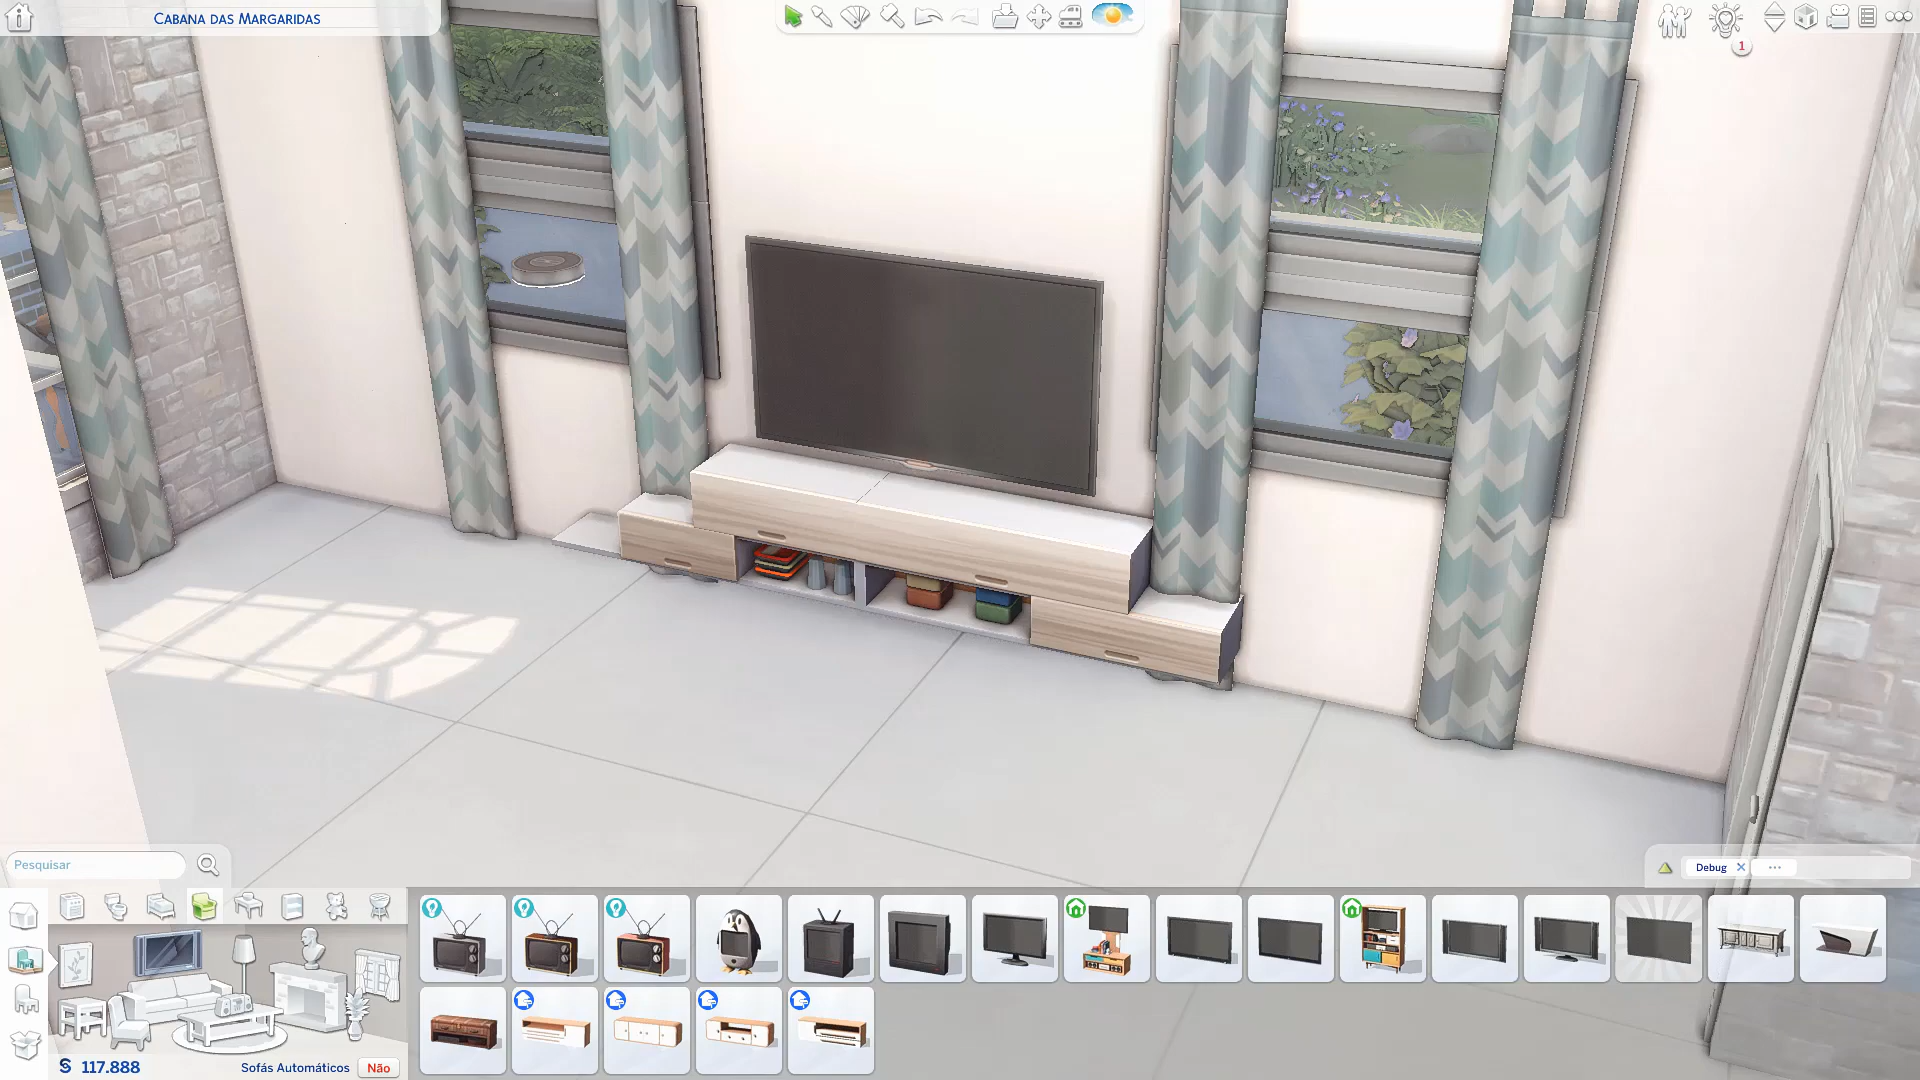 CABANA DAS MARGARIDAS
1
Pesquisar
Debug
117.888
Sofás Automáticos
Não